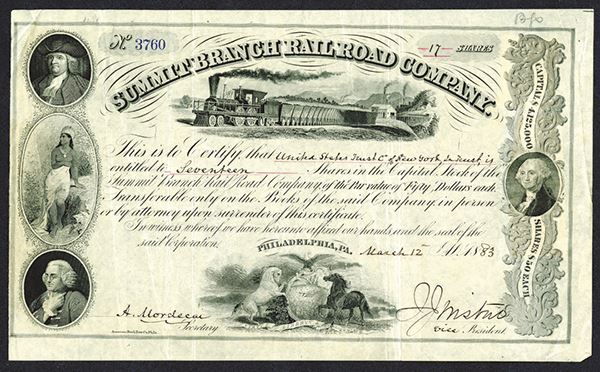 No. 3760
17 SHARES
SUMMIT BRANCH RAILROAD COMPANY.
CAPITAL $4,125,000
This is to Certify, that United States Trust Co of New York In Trust is
entitled to Seventeen Shares in the Capital Stock of the
Summit Branch Rail Road Company, of the Par value of Fifty Dollars each
Transferable only on the Books of the said Company in person
or by attorney upon surrender of this certificate.
In witness whereof we have hereunto affixed our hands and the seal of the
said Corporation.
PHILADELPHIA, PA. March 12 A.D. 1883
SHARES $50 EACH
A. Mordecai
Secretary
vice President.